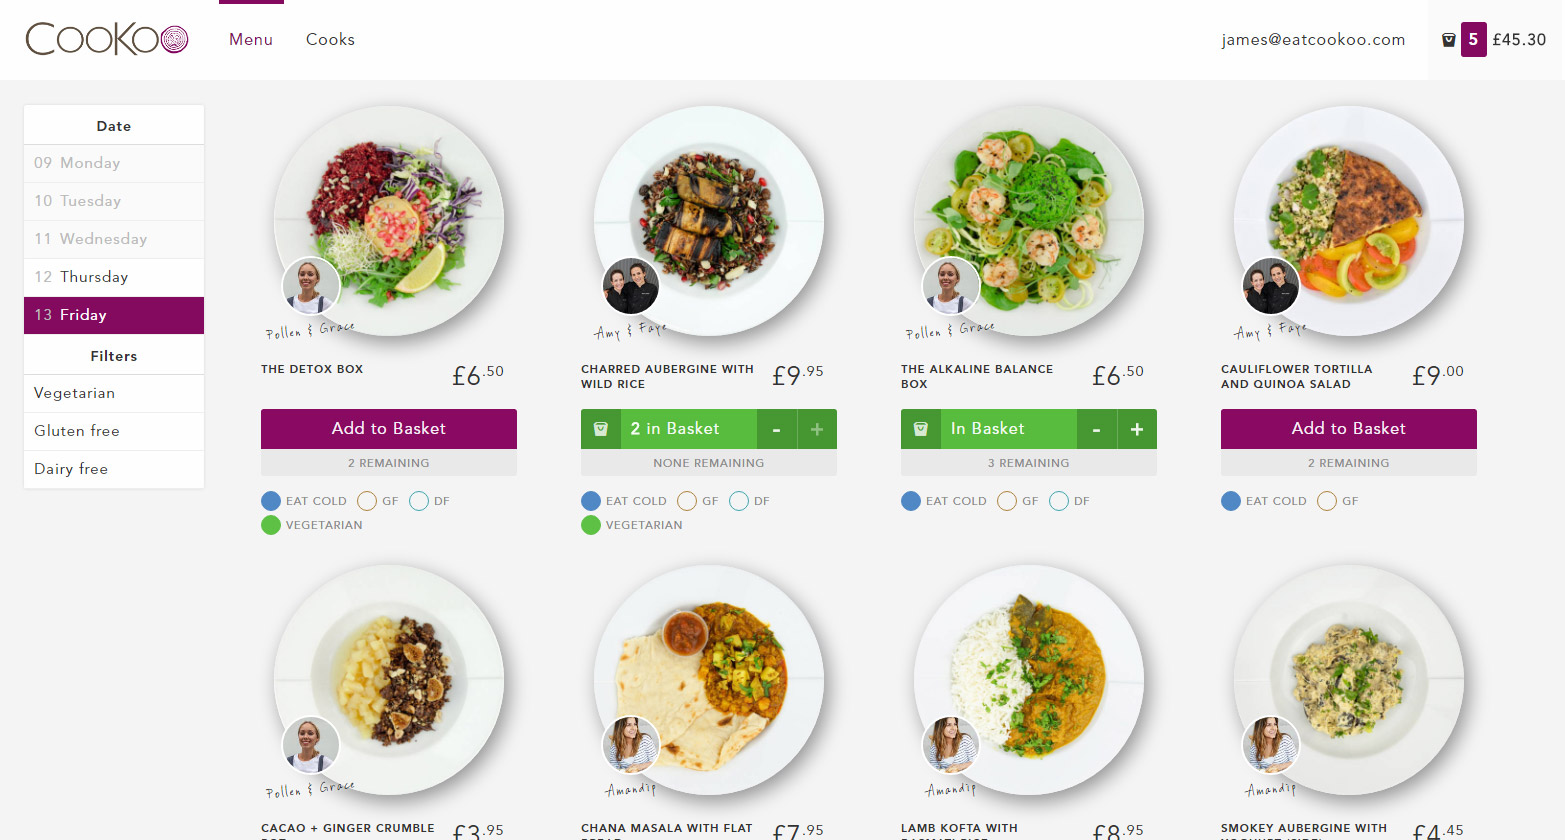 CooKoo
Menu
Cooks
james@eatcookoo.com
5
£45.30
Date
09 Monday
10 Tuesday
11 Wednesday
12 Thursday
13 Friday
Filters
Vegetarian
Gluten free
Dairy free
Pollen & Grace
THE DETOX BOX
£6.50
Add to Basket
2 REMAINING
EAT COLD GF DF
VEGETARIAN
Amy & Faye
CHARRED AUBERGINE WITH
WILD RICE
£9.95
2 in Basket - +
NONE REMAINING
EAT COLD GF DF
VEGETARIAN
Pollen & Grace
THE ALKALINE BALANCE
BOX
£6.50
In Basket - +
3 REMAINING
EAT COLD GF DF
Amy & Faye
CAULIFLOWER TORTILLA
AND QUINOA SALAD
£9.00
Add to Basket
2 REMAINING
EAT COLD GF
Pollen & Grace
CACAO + GINGER CRUMBLE
£3.95
Amandip
CHANA MASALA WITH FLAT
£7.95
Amandip
LAMB KOFTA WITH
£8.95
Amandip
SMOKEY AUBERGINE WITH
£4.45